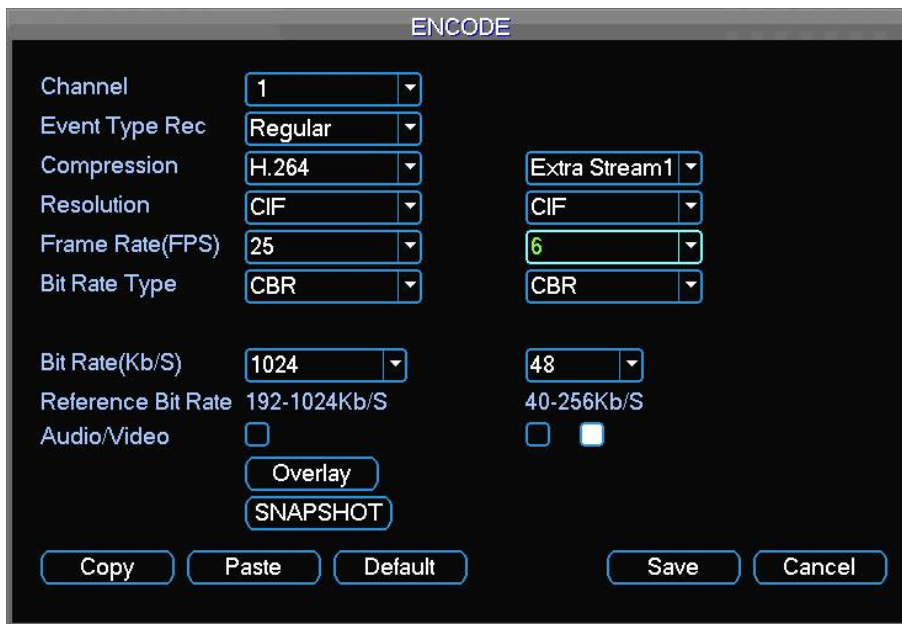 ENCODE
Channel 1
Event Type Rec Regular
Compression H.264 Extra Stream1
Resolution CIF CIF
Frame Rate(FPS) 25 6
Bit Rate Type CBR CBR
Bit Rate(Kb/S) 1024 48
Reference Bit Rate 192-1024Kb/S 40-256Kb/S
Audio/Video
Overlay
SNAPSHOT
Copy Paste Default Save Cancel